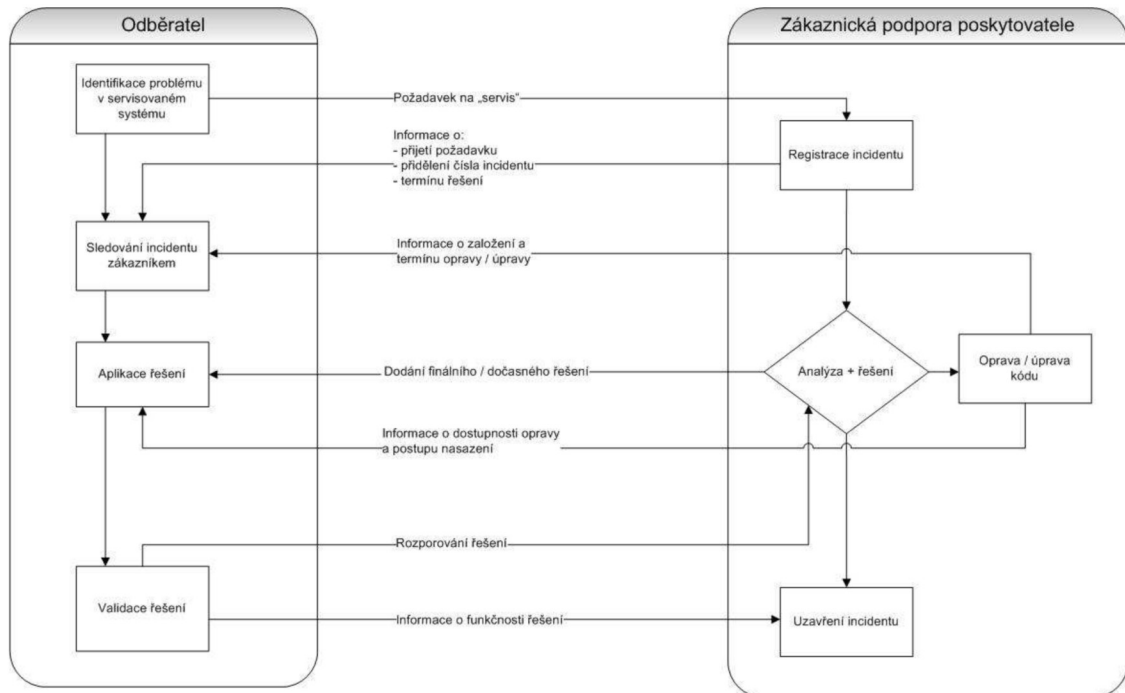 Odběratel
Zákaznická podpora poskytovatele
Identifikace problému
v servisovaném
systému
Požadavek na „servis“
Informace o:
- přijetí požadavku
- přidělení čísla incidentu
- termínu řešení
Registrace incidentu
Sledování incidentu
zákazníkem
Informace o založení a
termínu opravy / úpravy
Aplikace řešení
Dodání finálního / dočasného řešení
Analýza + řešení
Oprava / úprava
kódu
Informace o dostupnosti opravy
a postupu nasazení
Rozporování řešení
Validace řešení
Informace o funkčnosti řešení
Uzavření incidentu